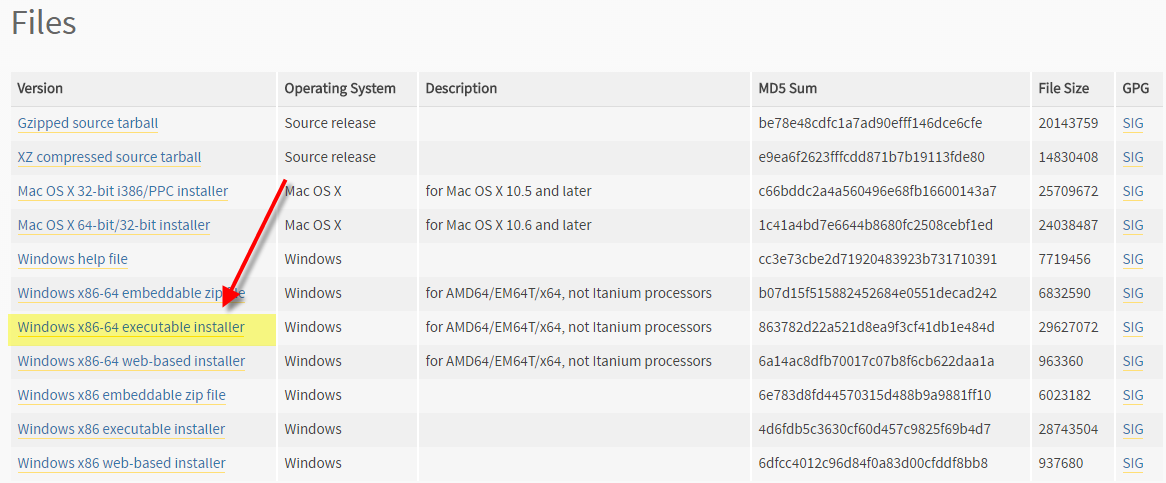 Files
Version Operating System Description MD5 Sum File Size GPG
Gzipped source tarball Source release be78e48cdfc1a7ad90efff146dce6cfe 20143759 SIG
XZ compressed source tarball Source release e9ea6f2623fffcdd871b7b19113fde80 14830408 SIG
Mac OS X 32-bit i386/PPC installer Mac OS X for Mac OS X 10.5 and later c66bddc2a4a560496e68fb16600143a7 25709672 SIG
Mac OS X 64-bit/32-bit installer Mac OS X for Mac OS X 10.6 and later 1c41a4bd7e6644b8680fc2508cebf1ed 24038487 SIG
Windows help file Windows cc3e73cbe2d71920483923b731710391 7719456 SIG
Windows x86-64 embeddable zip file Windows for AMD64/EM64T/x64, not Itanium processors b07d15f515882452684e0551decad242 6832590 SIG
Windows x86-64 executable installer Windows for AMD64/EM64T/x64, not Itanium processors 863782d22a521d8ea9f3cf41db1e484d 29627072 SIG
Windows x86-64 web-based installer Windows for AMD64/EM64T/x64, not Itanium processors 6a14ac8dfb70017c07b8f6cb622daa1a 963360 SIG
Windows x86 embeddable zip file Windows 6e783d8fd44570315d488b9a9881ff10 6023182 SIG
Windows x86 executable installer Windows 4d6fdb5c3630cf60d457c9825f69b4d7 28743504 SIG
Windows x86 web-based installer Windows 6dfcc4012c96d84f0a83d00cfddf8bb8 937680 SIG